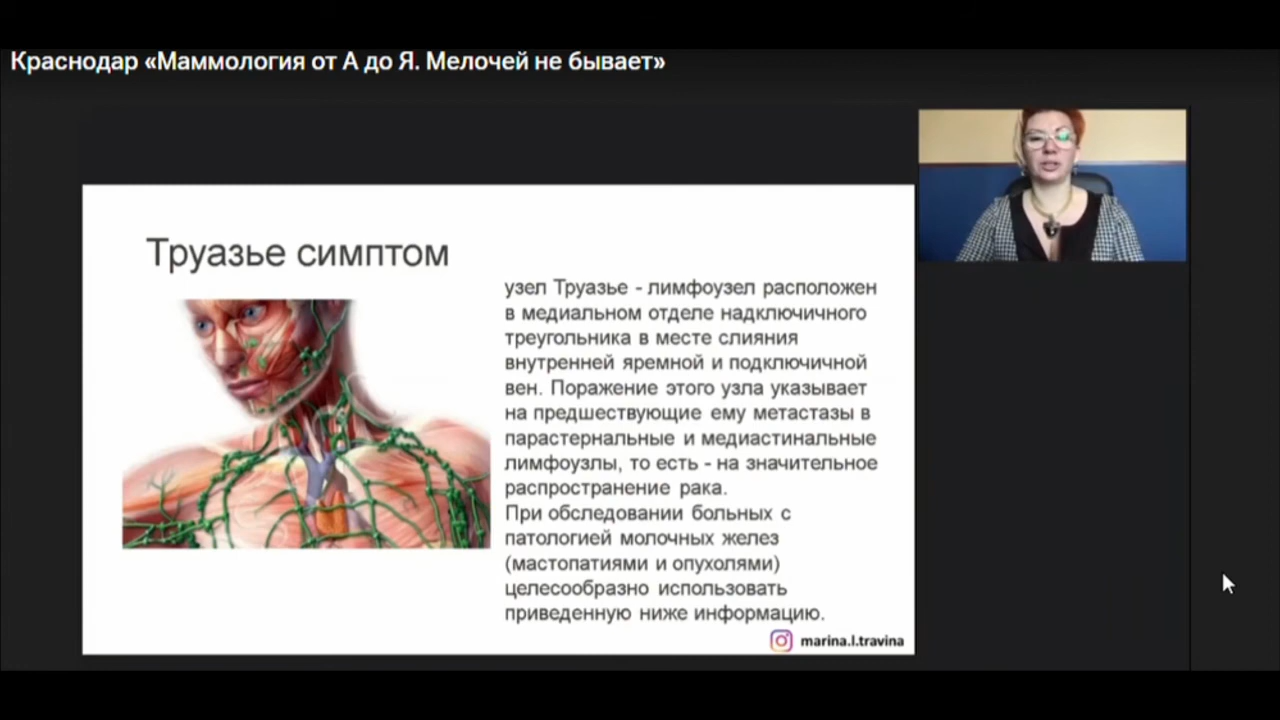 Краснодар «Маммология от А до Я. Мелочей не бывает»
Труазье симптом
узел Труазье - лимфоузел расположен
в медиальном отделе надключичного
треугольника в месте слияния
внутренней яремной и подключичной
вен. Поражение этого узла указывает
на предшествующие ему метастазы в
парастернальные и медиастинальные
лимфоузлы, то есть - на значительное
распространение рака.
При обследовании больных с
патологией молочных желез
(мастопатиями и опухолями)
целесообразно использовать
приведенную ниже информацию.
marina.l.travina